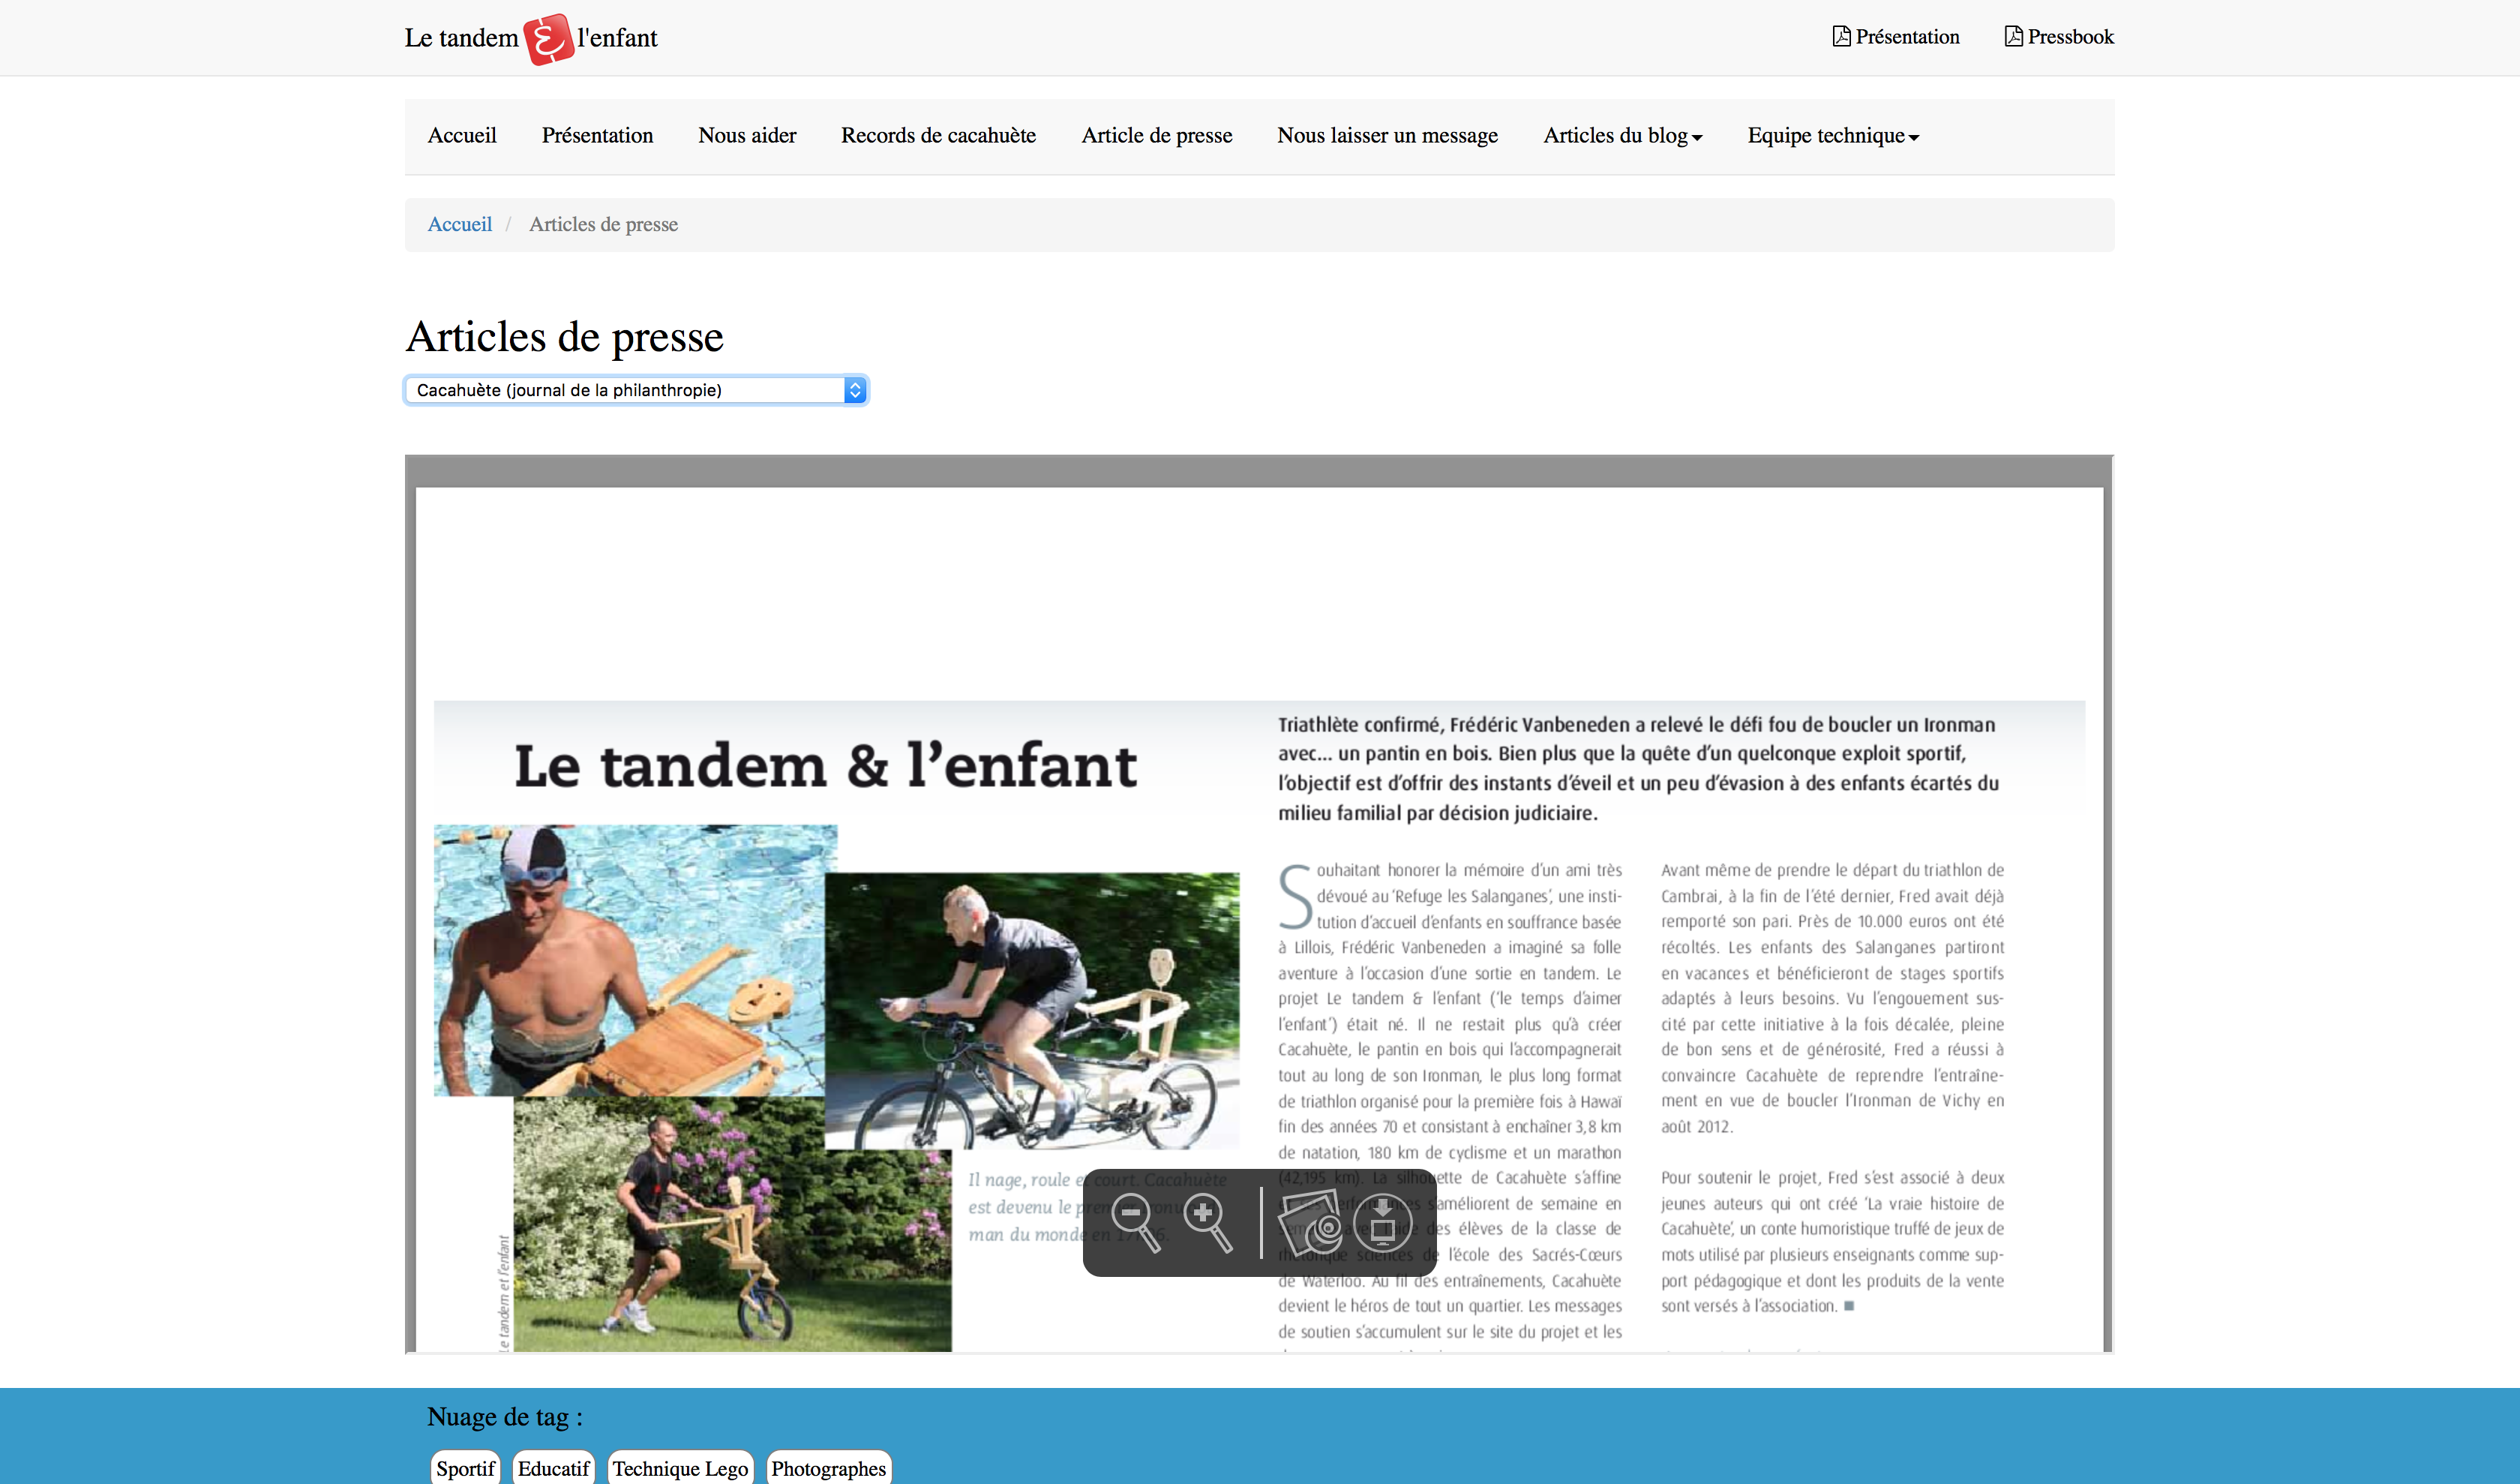 Le tandem & l'enfant
Présentation
Pressbook
Accueil
Présentation
Nous aider
Records de cacahuète
Article de presse
Nous laisser un message
Articles du blog
Equipe technique
Accueil / Articles de presse
Articles de presse
Cacahuète (journal de la philanthropie)
Le tandem & l'enfant
Il nage, roule et court. Cacahuète
est devenu le premier
man du monde en
Le tandem et l'enfant
Triathlète confirmé, Frédéric Vanbeneden a relevé le défi fou de boucler un Ironman
avec... un pantin en bois. Bien plus que la quête d'un quelconque exploit sportif,
l'objectif est d'offrir des instants d'éveil et un peu d'évasion à des enfants écartés du
milieu familial par décision judiciaire.
Souhaitant honorer la mémoire d'un ami très
dévoué au 'Refuge les Salanganes', une insti-
tution d'accueil d'enfants en souffrance basée
à Lillois, Frédéric Vanbeneden a imaginé sa folle
aventure à l'occasion d'une sortie en tandem. Le
projet Le tandem & l'enfant ('le temps d'aimer
l'enfant') était né. Il ne restait plus qu'à créer
Cacahuète, le pantin en bois qui l'accompagnerait
tout au long de son Ironman, le plus long format
de triathlon organisé pour la première fois à Hawaï
fin des années 70 et consistant à enchaîner 3,8 km
de natation, 180 km de cyclisme et un marathon
(42,195 km). La silhouette de Cacahuète s'affine
et ses performances s'améliorent de semaine en
semaine avec l'aide des élèves de la classe de
rhétorique sciences de l'école des Sacrés-Cœurs
de Waterloo. Au fil des entraînements, Cacahuète
devient le héros de tout un quartier. Les messages
de soutien s'accumulent sur le site du projet et les
Avant même de prendre le départ du triathlon de
Cambrai, à la fin de l'été dernier, Fred avait déjà
remporté son pari. Près de 10.000 euros ont été
récoltés. Les enfants des Salanganes partiront
en vacances et bénéficieront de stages sportifs
adaptés à leurs besoins. Vu l'engouement sus-
cité par cette initiative à la fois décalée, pleine
de bon sens et de générosité, Fred a réussi à
convaincre Cacahuète de reprendre l'entraîne-
ment en vue de boucler l'Ironman de Vichy en
août 2012.
Pour soutenir le projet, Fred s'est associé à deux
jeunes auteurs qui ont créé 'La vraie histoire de
Cacahuète', un conte humoristique truffé de jeux de
mots utilisé par plusieurs enseignants comme sup-
port pédagogique et dont les produits de la vente
sont versés à l'association.
Nuage de tag :
Sportif
Educatif
Technique Lego
Photographes